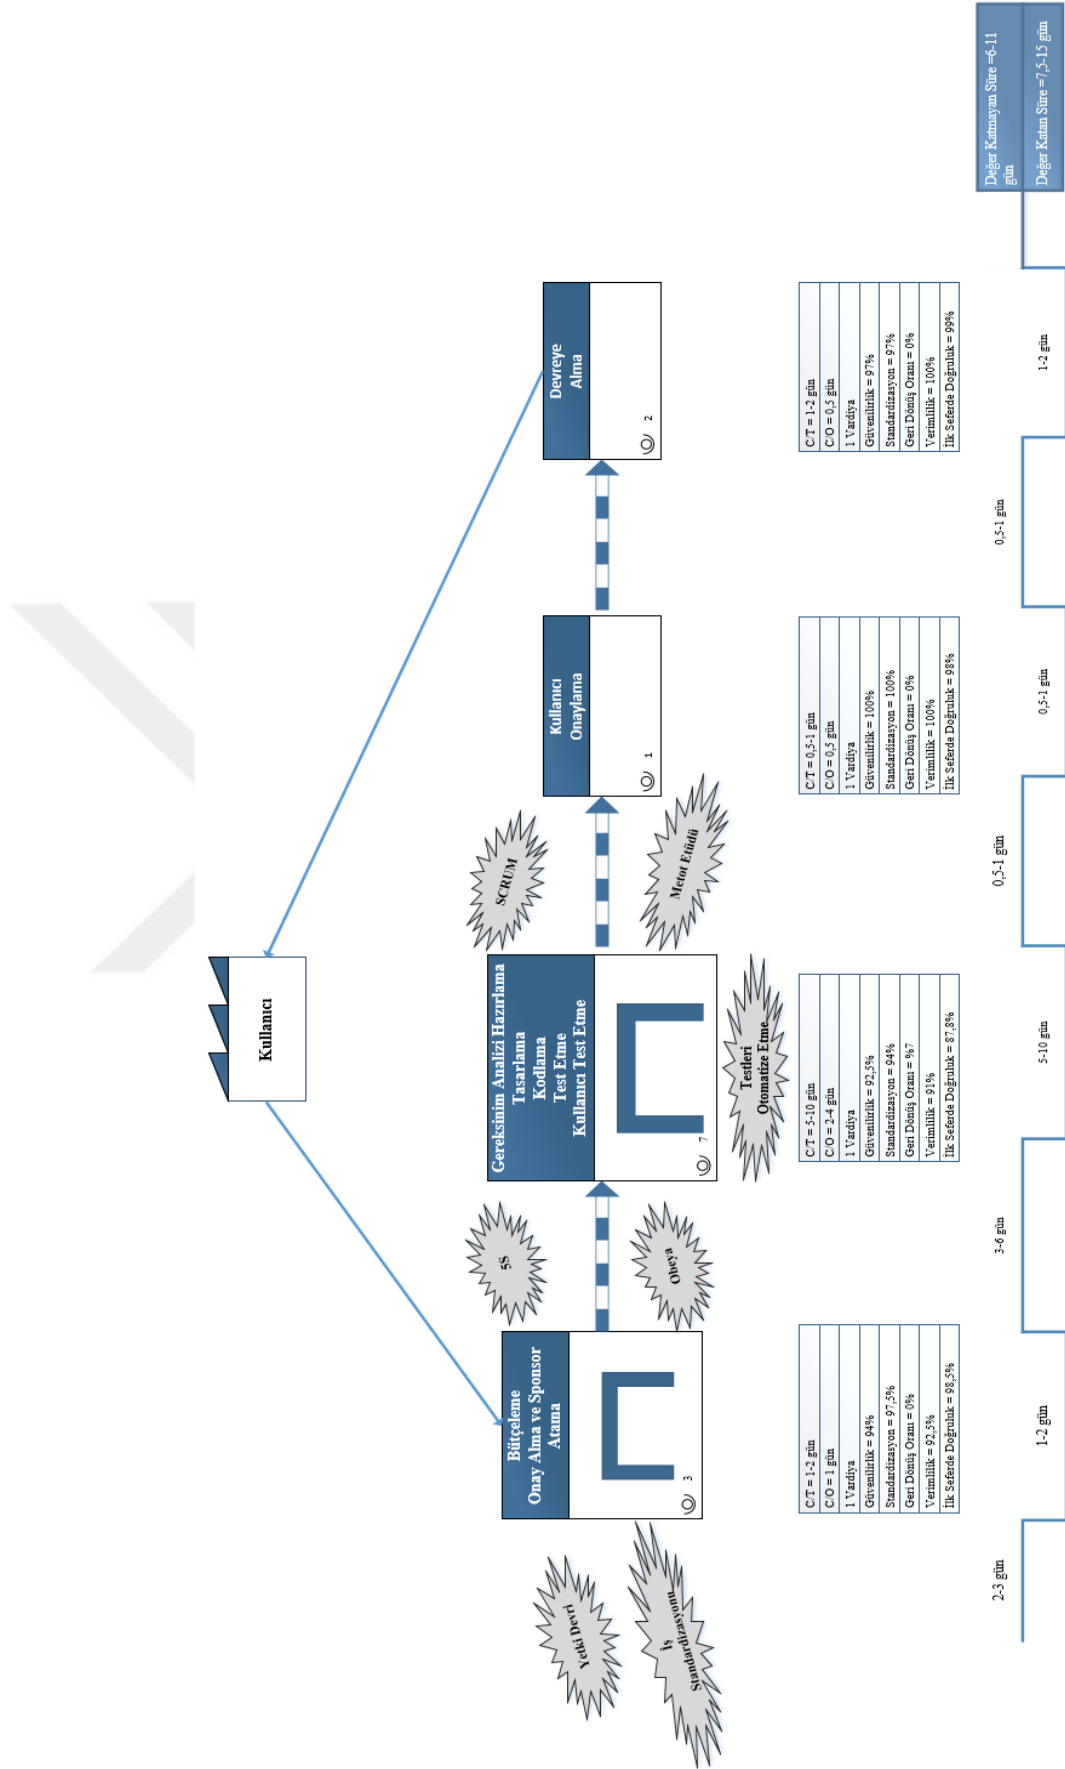 Kullanıcı
Yetki Devri
İş
Standardizasyonu
Bütçeleme
Onay Alma ve Sponsor
Atama
3
5S
Obeya
Gereksinim Analizi Hazırlama
Tasarlama
Kodlama
Test Etme
Kullanıcı Test Etme
7
Testleri
Otomatize Etme
SCRUM
Metot Etüdü
Kullanıcı
Onaylama
1
Devreye
Alma
2
C/T = 1-2 gün
C/O = 1 gün
1 Vardiya
Güvenilirlik = 94%
Standardizasyon = 97,5%
Geri Dönüş Oranı = 0%
Verimlilik = 92,5%
İlk Seferde Doğruluk = 98,5%
C/T = 5-10 gün
C/O = 2-4 gün
1 Vardiya
Güvenilirlik = 92,5%
Standardizasyon = 94%
Geri Dönüş Oranı = %7
Verimlilik = 91%
İlk Seferde Doğruluk = 87,8%
C/T = 0,5-1 gün
C/O = 0,5 gün
1 Vardiya
Güvenilirlik = 100%
Standardizasyon = 100%
Geri Dönüş Oranı = 0%
Verimlilik = 100%
İlk Seferde Doğruluk = 98%
C/T = 1-2 gün
C/O = 0,5 gün
1 Vardiya
Güvenilirlik = 97%
Standardizasyon = 97%
Geri Dönüş Oranı = 0%
Verimlilik = 100%
İlk Seferde Doğruluk = 99%
2-3 gün
1-2 gün
3-6 gün
5-10 gün
0,5-1 gün
0,5-1 gün
0,5-1 gün
1-2 gün
Değer Katmayan Süre =6-11
gün
Değer Katan Süre =7,5-15 gün